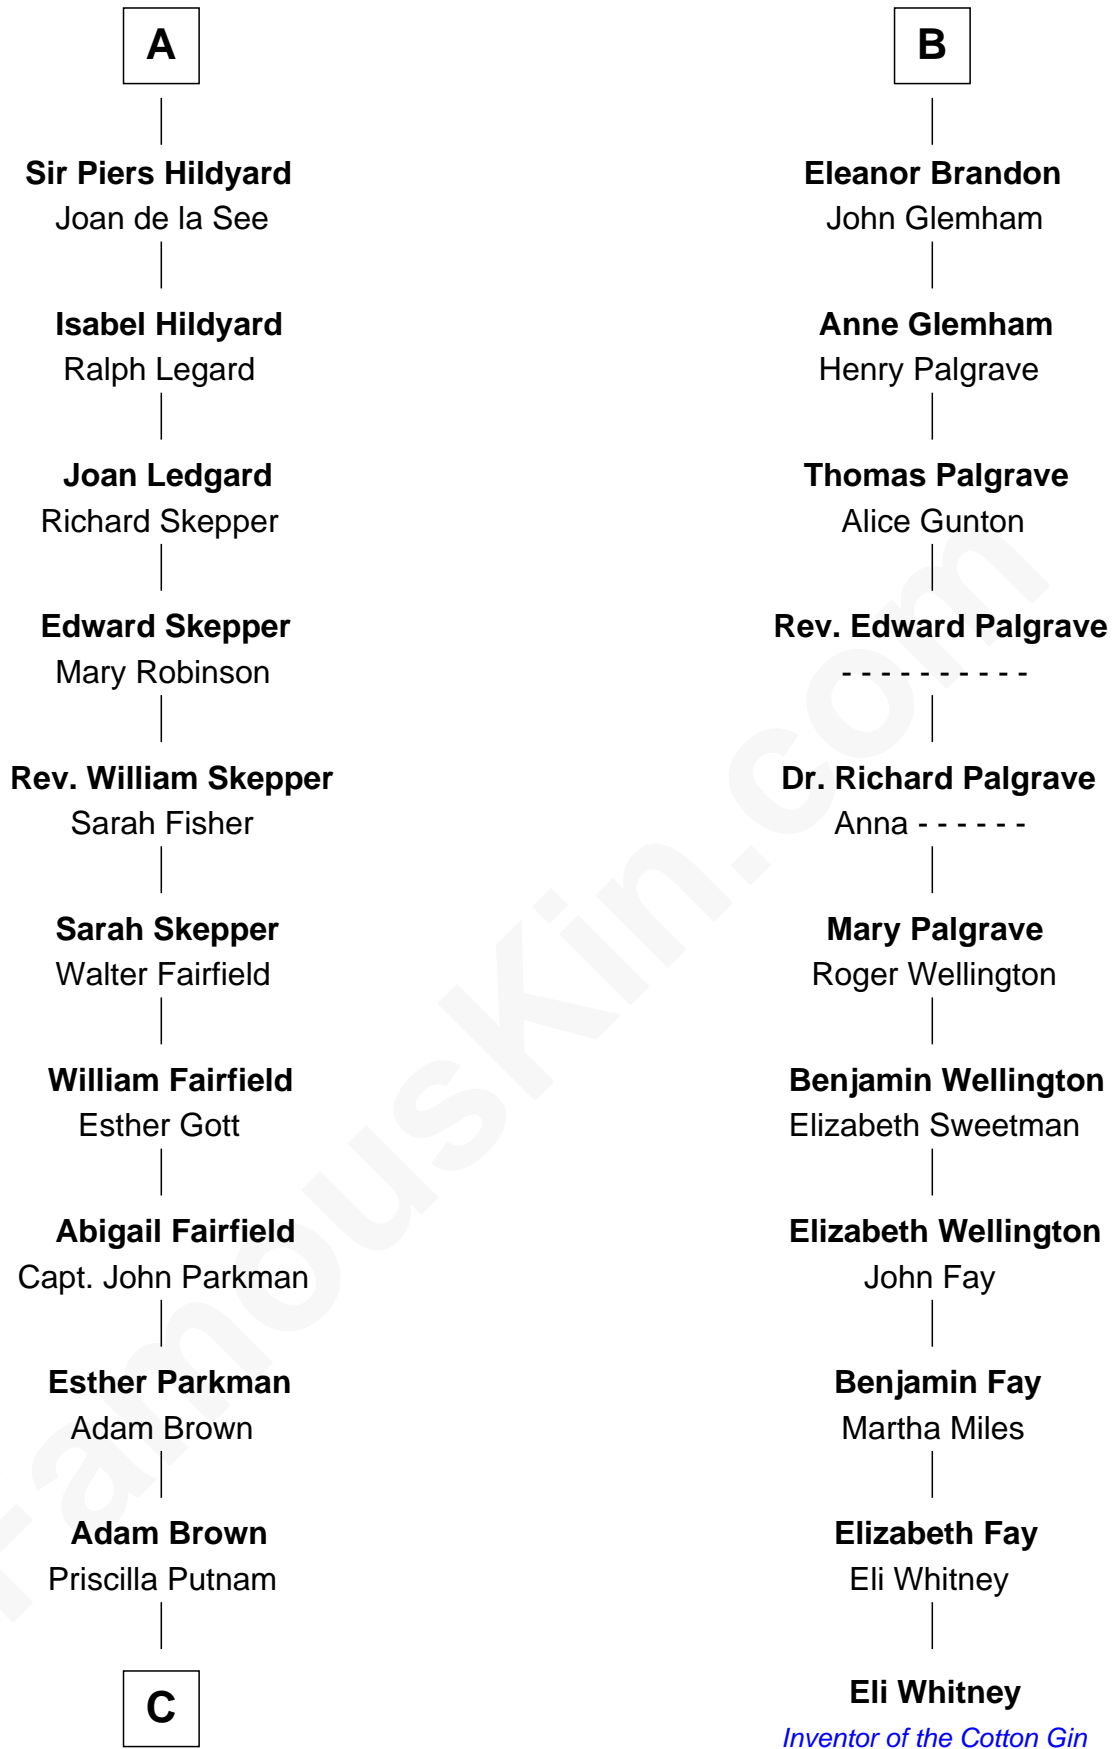 A
Sir Piers Hildyard
Joan de la See
Isabel Hildyard
Ralph Legard
Joan Ledgard
Richard Skepper
Edward Skepper
Mary Robinson
Rev. William Skepper
Sarah Fisher
Sarah Skepper
Walter Fairfield
William Fairfield
Esther Gott
Abigail Fairfield
Capt. John Parkman
Esther Parkman
Adam Brown
Adam Brown
Priscilla Putnam
C
B
Eleanor Brandon
John Glemham
Anne Glemham
Henry Palgrave
Thomas Palgrave
Alice Gunton
Rev. Edward Palgrave
- - - - - - - - - -
Dr. Richard Palgrave
Anna - - - - - -
Mary Palgrave
Roger Wellington
Benjamin Wellington
Elizabeth Sweetman
Elizabeth Wellington
John Fay
Benjamin Fay
Martha Miles
Elizabeth Fay
Eli Whitney
Eli Whitney
Inventor of the Cotton Gin
FamousKin.com